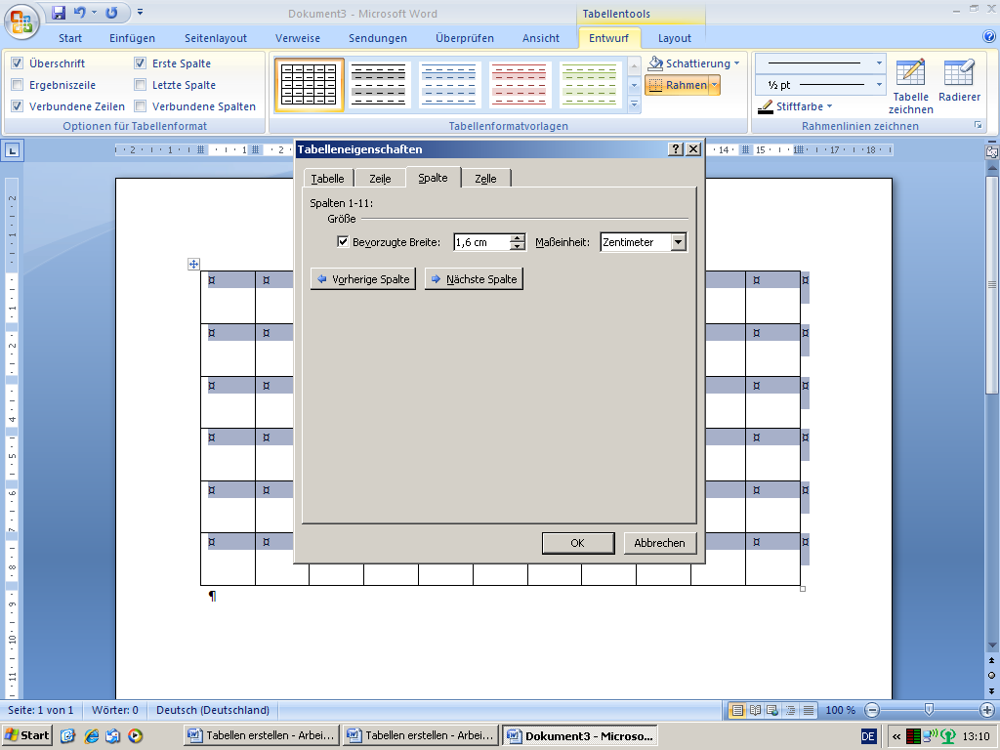 Dokument3 - Microsoft Word
Tabellentools
Start Einfügen Seitenlayout Verweise Sendungen Überprüfen Ansicht Entwurf Layout
Überschrift Erste Spalte
Ergebniszeile Letzte Spalte
Verbundene Zeilen Verbundene Spalten
Optionen für Tabellenformat
Tabellenformatvorlagen
Schattierung
Rahmen
½ pt
Stiftfarbe
Tabelle zeichnen
Radierer
Rahmenlinien zeichnen
Tabelleneigenschaften
Tabelle Zeile Spalte Zelle
Spalten 1-11:
Größe
Bevorzugte Breite: 1,6 cm Maßeinheit: Zentimeter
Vorherige Spalte Nächste Spalte
OK Abbrechen
¶
Seite: 1 von 1 Wörter: 0 Deutsch (Deutschland) 100 %
Start Tabellen erstellen - Arbei... Tabellen erstellen - Arbei... Dokument3 - Microso... DE « 13:10